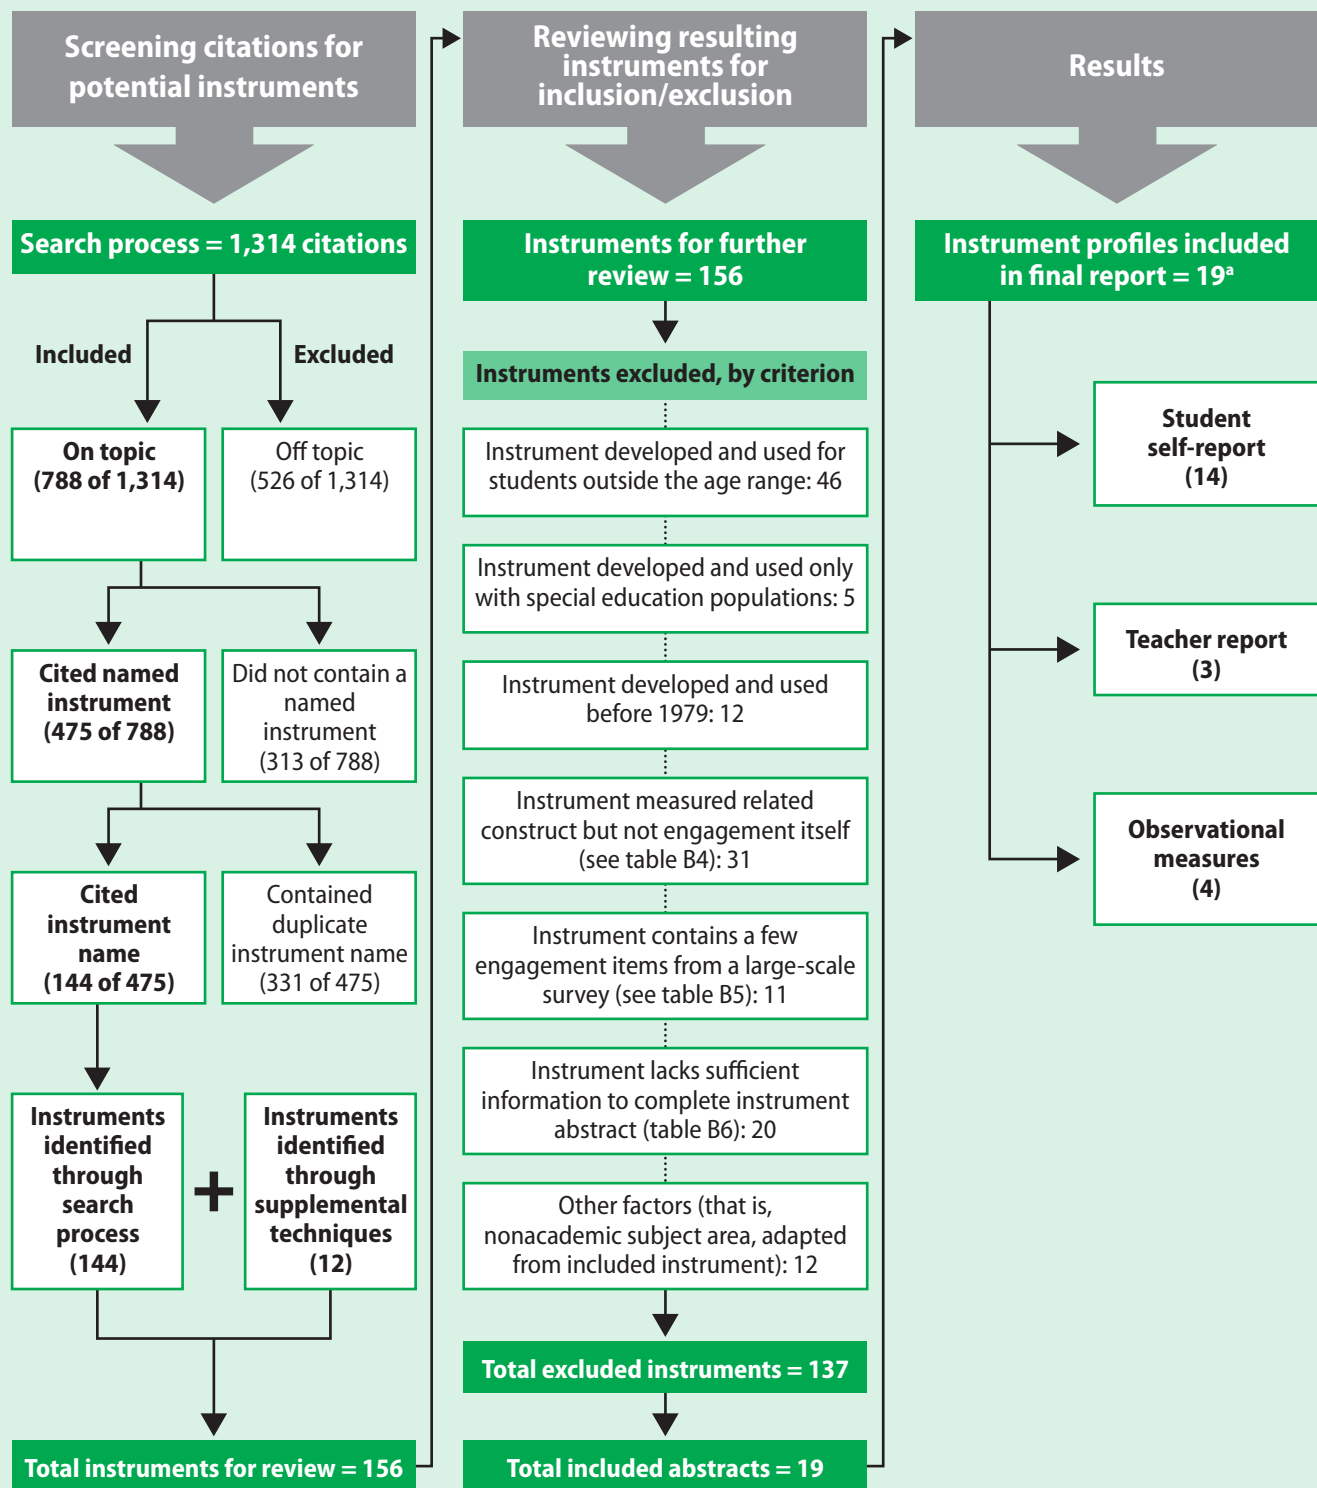 Screening citations for
potential instruments
Search process = 1,314 citations
Included
Excluded
On topic
(788 of 1,314)
Off topic
(526 of 1,314)
Cited named
instrument
(475 of 788)
Did not contain a
named
instrument
(313 of 788)
Cited
instrument
name
(144 of 475)
Contained
duplicate
instrument name
(331 of 475)
Instruments
identified
through
search
process
(144)
+
Instruments
identified
through
supplemental
techniques
(12)
Total instruments for review = 156
Reviewing resulting
instruments for
inclusion/exclusion
Instruments for further
review = 156
Instruments excluded, by criterion
Instrument developed and used for
students outside the age range: 46
Instrument developed and used only
with special education populations: 5
Instrument developed and used
before 1979: 12
Instrument measured related
construct but not engagement itself
(see table B4): 31
Instrument contains a few
engagement items from a large-scale
survey (see table B5): 11
Instrument lacks sufficient
information to complete instrument
abstract (table B6): 20
Other factors (that is,
nonacademic subject area, adapted
from included instrument): 12
Total excluded instruments = 137
Total included abstracts = 19
Results
Instrument profiles included
in final report = 19ª
Student
self-report
(14)
Teacher report
(3)
Observational
measures
(4)